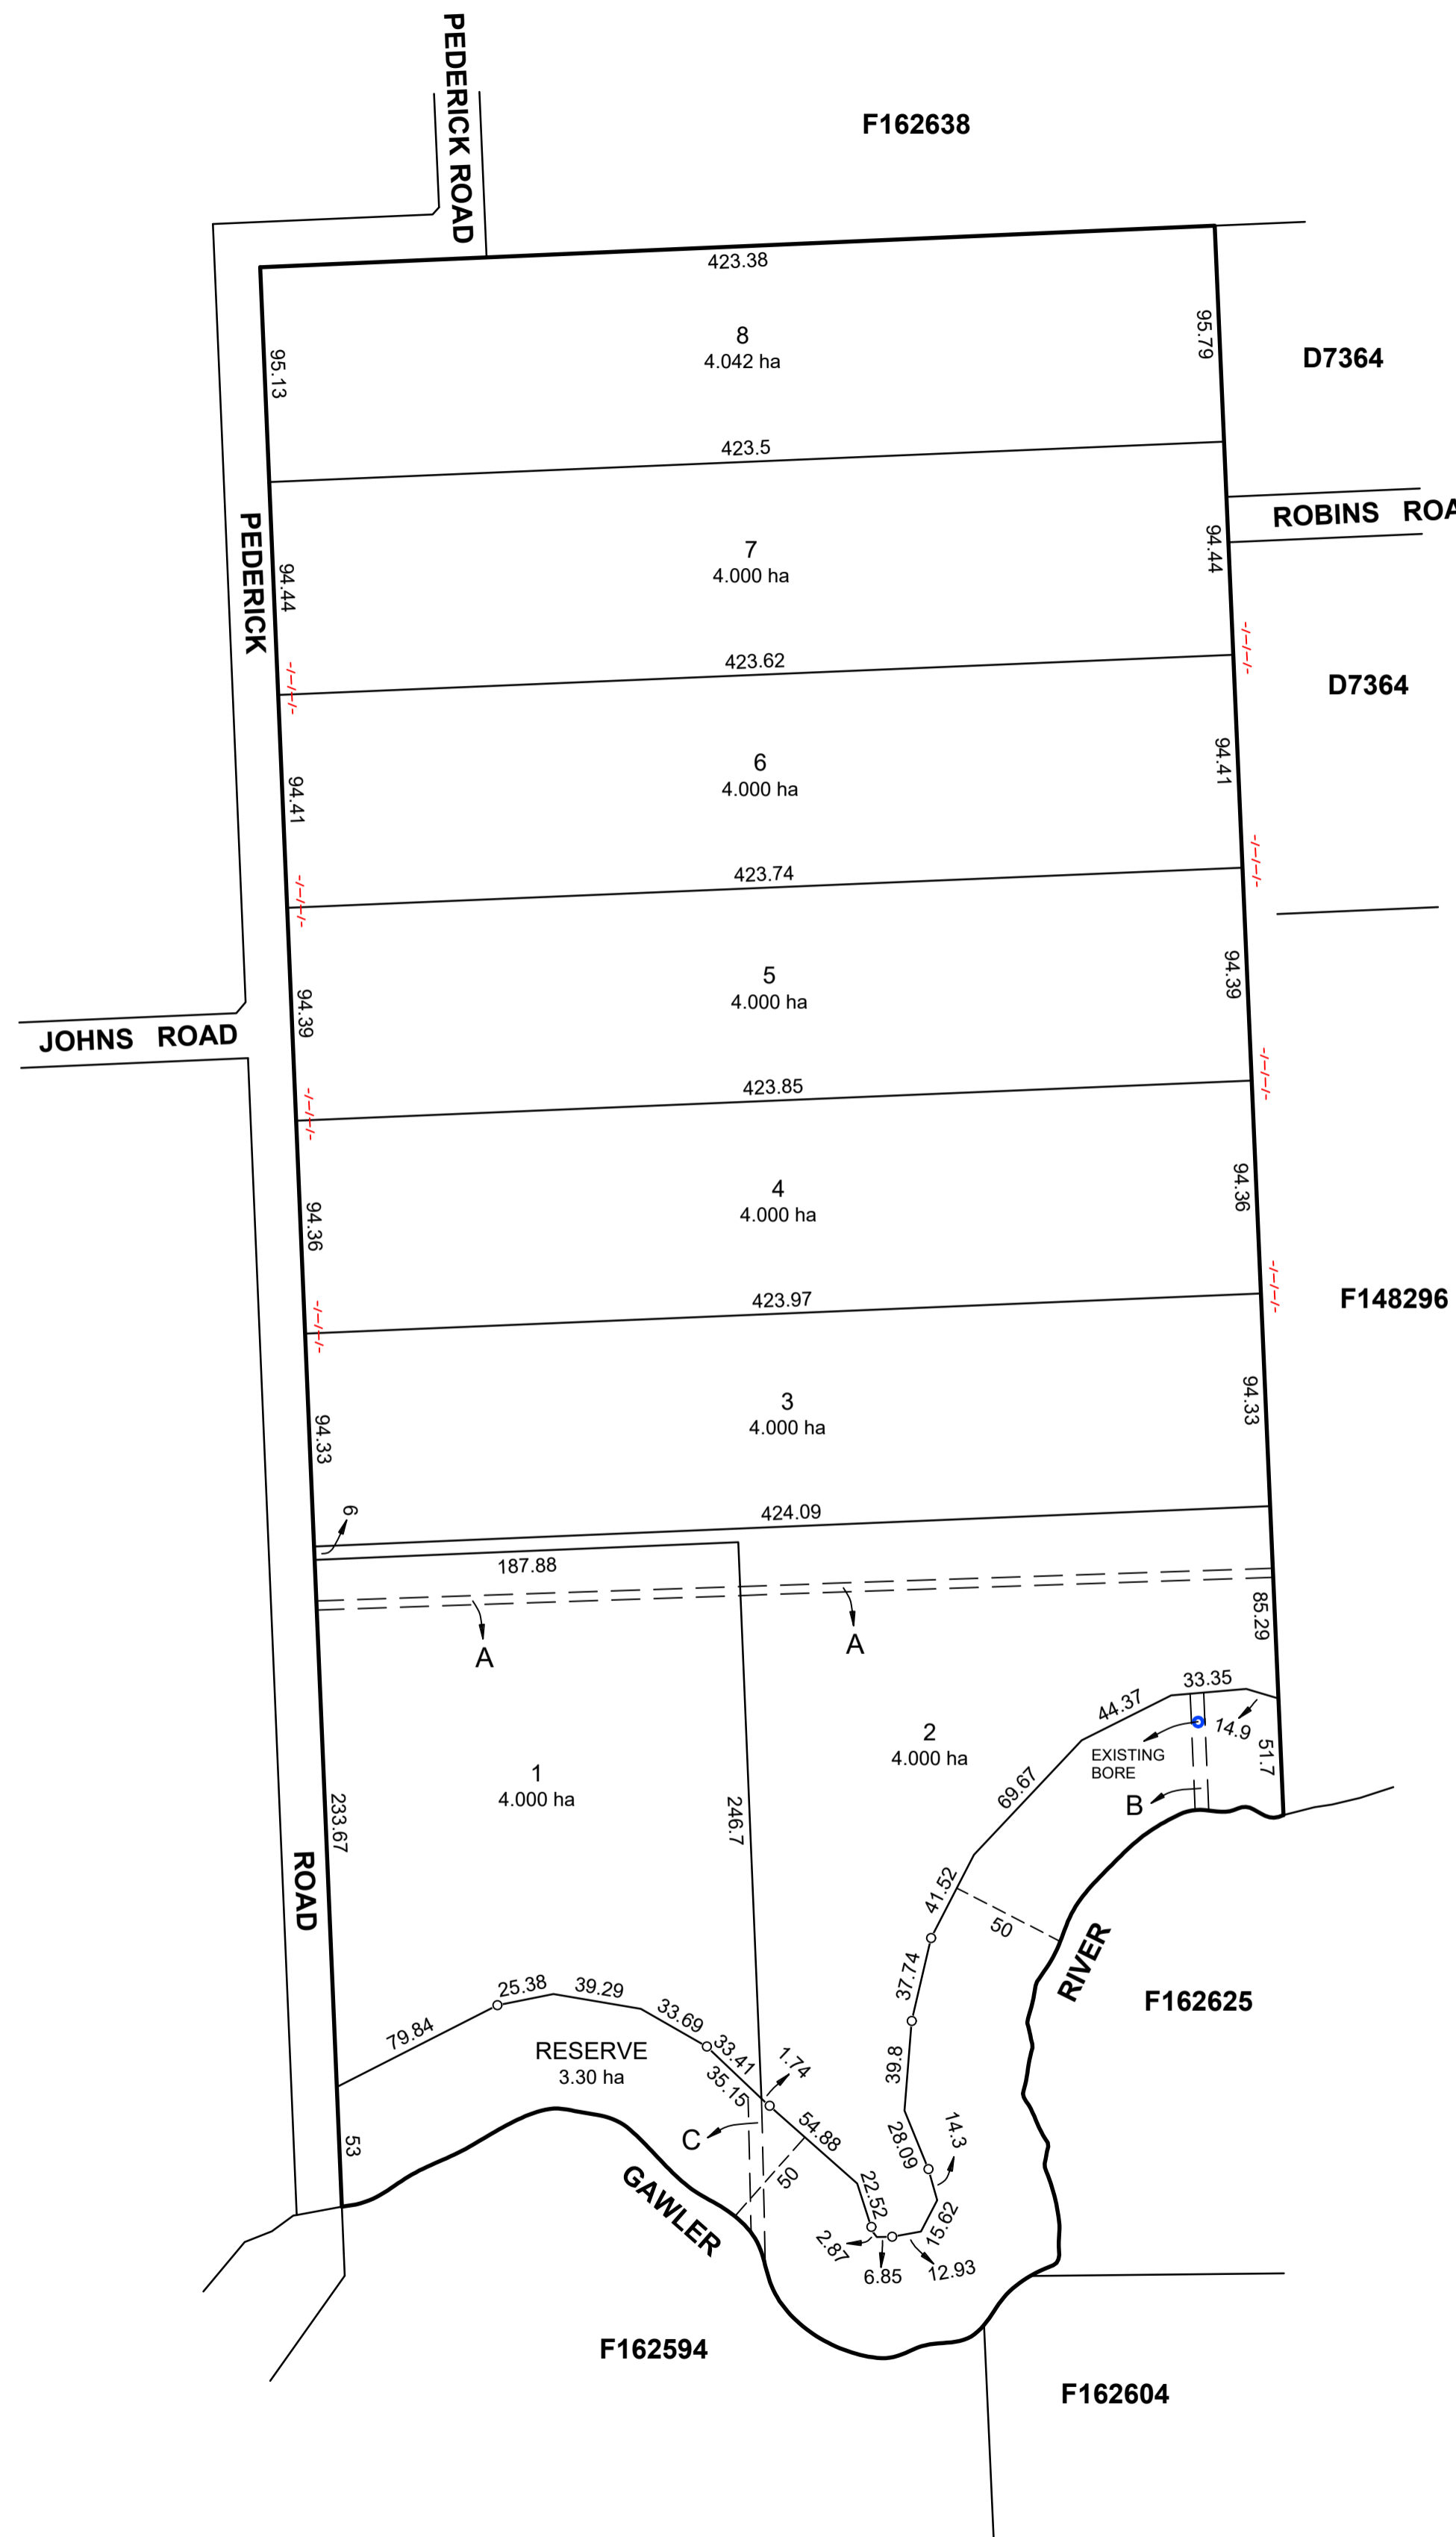 PEDERICK ROAD
F162638
423.38
95.13
8
4.042 ha
95.79
D7364
423.5
PEDERICK
94.44
7
4.000 ha
94.44
ROBINS ROA
423.62
D7364
94.41
6
4.000 ha
94.41
423.74
94.39
5
4.000 ha
94.39
JOHNS ROAD
423.85
94.36
4
4.000 ha
94.36
423.97
F148296
94.33
3
4.000 ha
94.33
6
424.09
187.88
85.29
A
A
33.35
44.37
14.9
51.7
EXISTING
BORE
B
2
4.000 ha
1
4.000 ha
233.67
246.7
69.67
ROAD
41.52
50
RIVER
37.74
F162625
25.38
39.29
33.69
79.84
33.41
1.74
RESERVE
3.30 ha
35.15
39.8
54.88
28.09
14.3
53
C
50
GAWLER
22.52
15.62
2.87
6.85
12.93
F162594
F162604